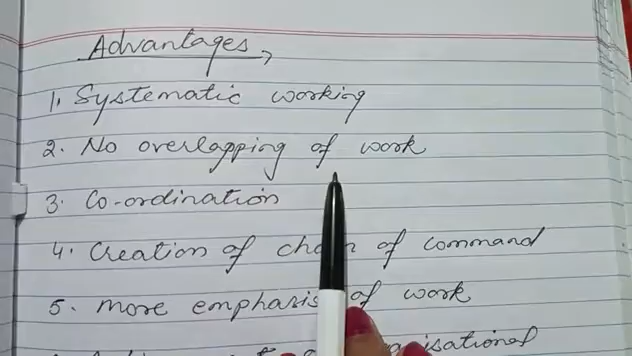 Advantages,
1. Systematic working
2. No overlapping of work
3. Co-ordination
4. Creation of chain of command
5. More emphasis of work